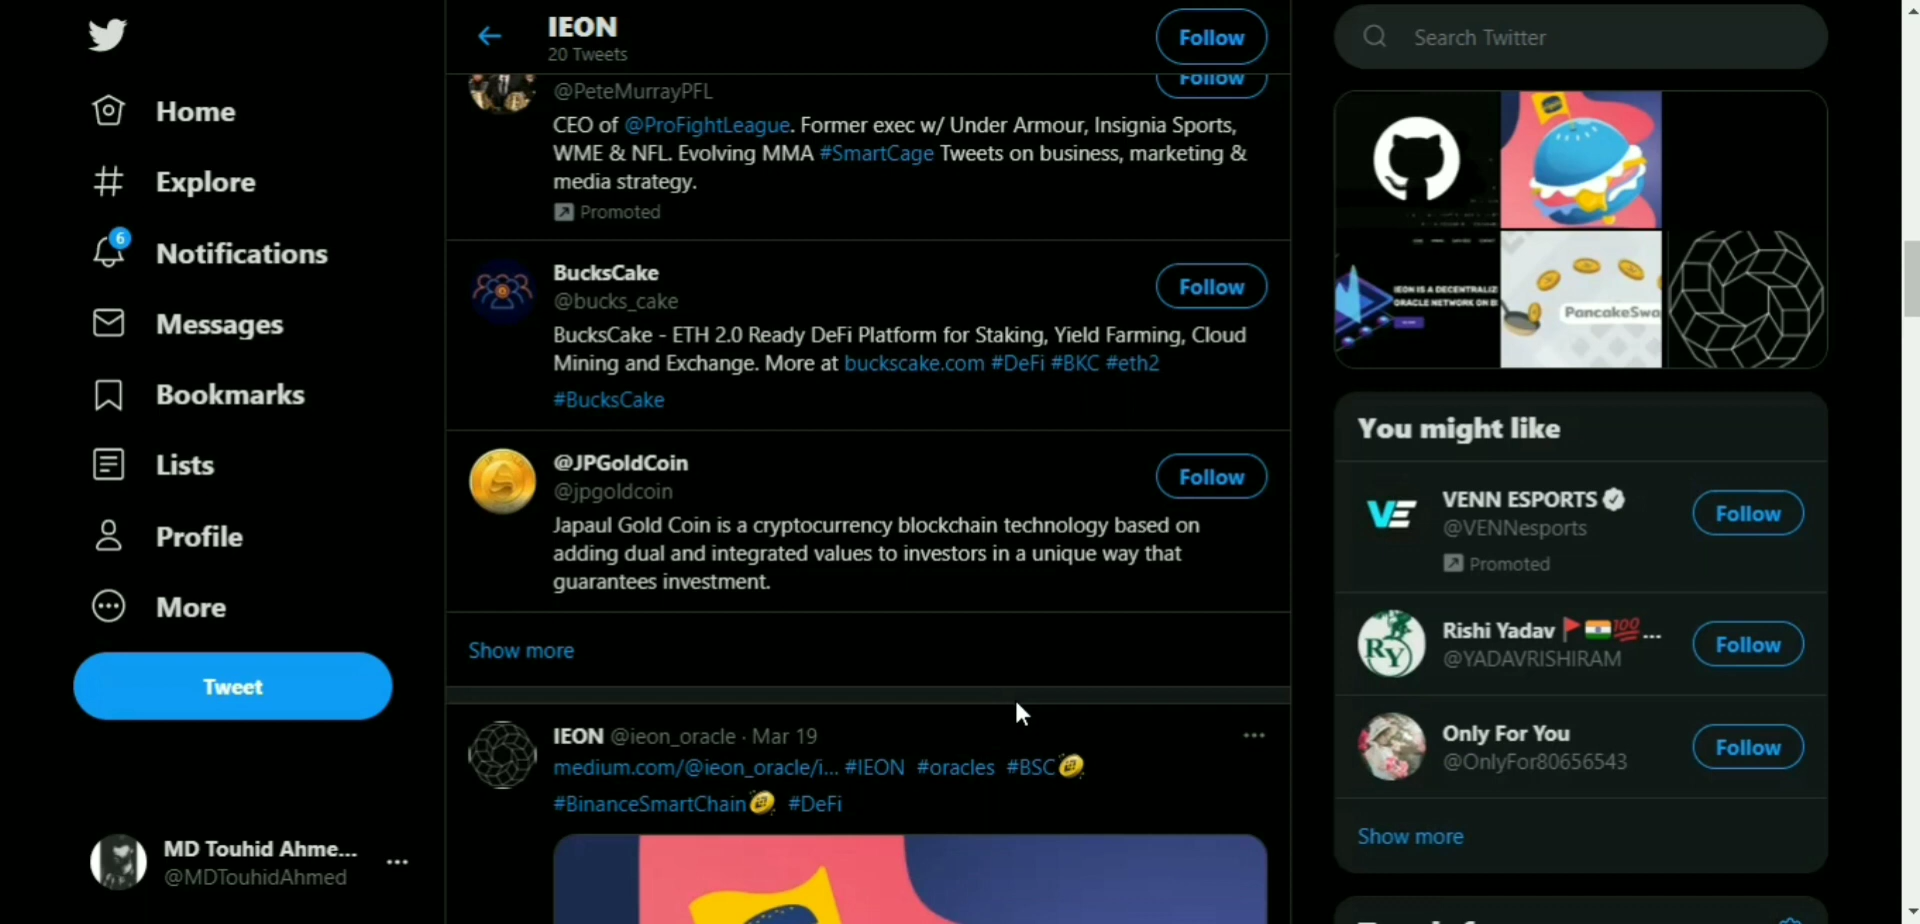 Home
Explore
6
Notifications
Messages
Bookmarks
Lists
Profile
More
Tweet
MD Touhid Ahme...
@MDTouhidAhmed
IEON
20 Tweets
Follow
@PeteMurrayPFL
Follow
CEO of @ProFightLeague. Former exec w/ Under Armour, Insignia Sports,
WME & NFL. Evolving MMA #SmartCage Tweets on business, marketing &
media strategy.
Promoted
BucksCake
@bucks_cake
Follow
BucksCake - ETH 2.0 Ready DeFi Platform for Staking, Yield Farming, Cloud
Mining and Exchange. More at buckscake.com #DeFi #BKC #eth2
#BucksCake
@JPGoldCoin
@jpgoldcoin
Follow
Japaul Gold Coin is a cryptocurrency blockchain technology based on
adding dual and integrated values to investors in a unique way that
guarantees investment.
Show more
IEON @ieon_oracle · Mar 19
medium.com/@ieon_oracle/i... #IEON #oracles #BSC
#BinanceSmartChain #DeFi
Search Twitter
IEON IS A DECENTRALIZ
ORACLE NETWORK ON B
PancakeSwa
You might like
VENN ESPORTS
@VENNesports
Promoted
Follow
RY
Rishi Yadav 🚩🇮🇳💯...
@YADAVRISHIRAM
Follow
Only For You
@OnlyFor80656543
Follow
Show more